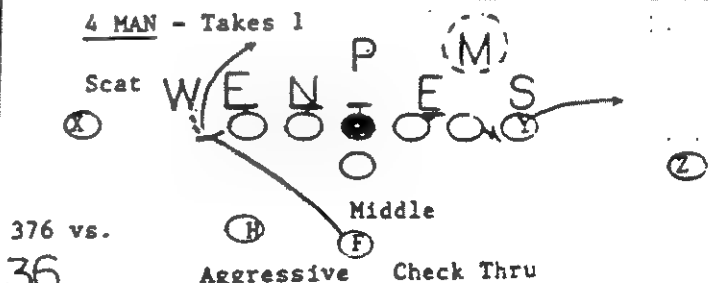 4 MAN - Takes 1
P M
Scat W E N E S
X Y
Z
Middle
376 vs. H F
36 Aggressive Check Thru